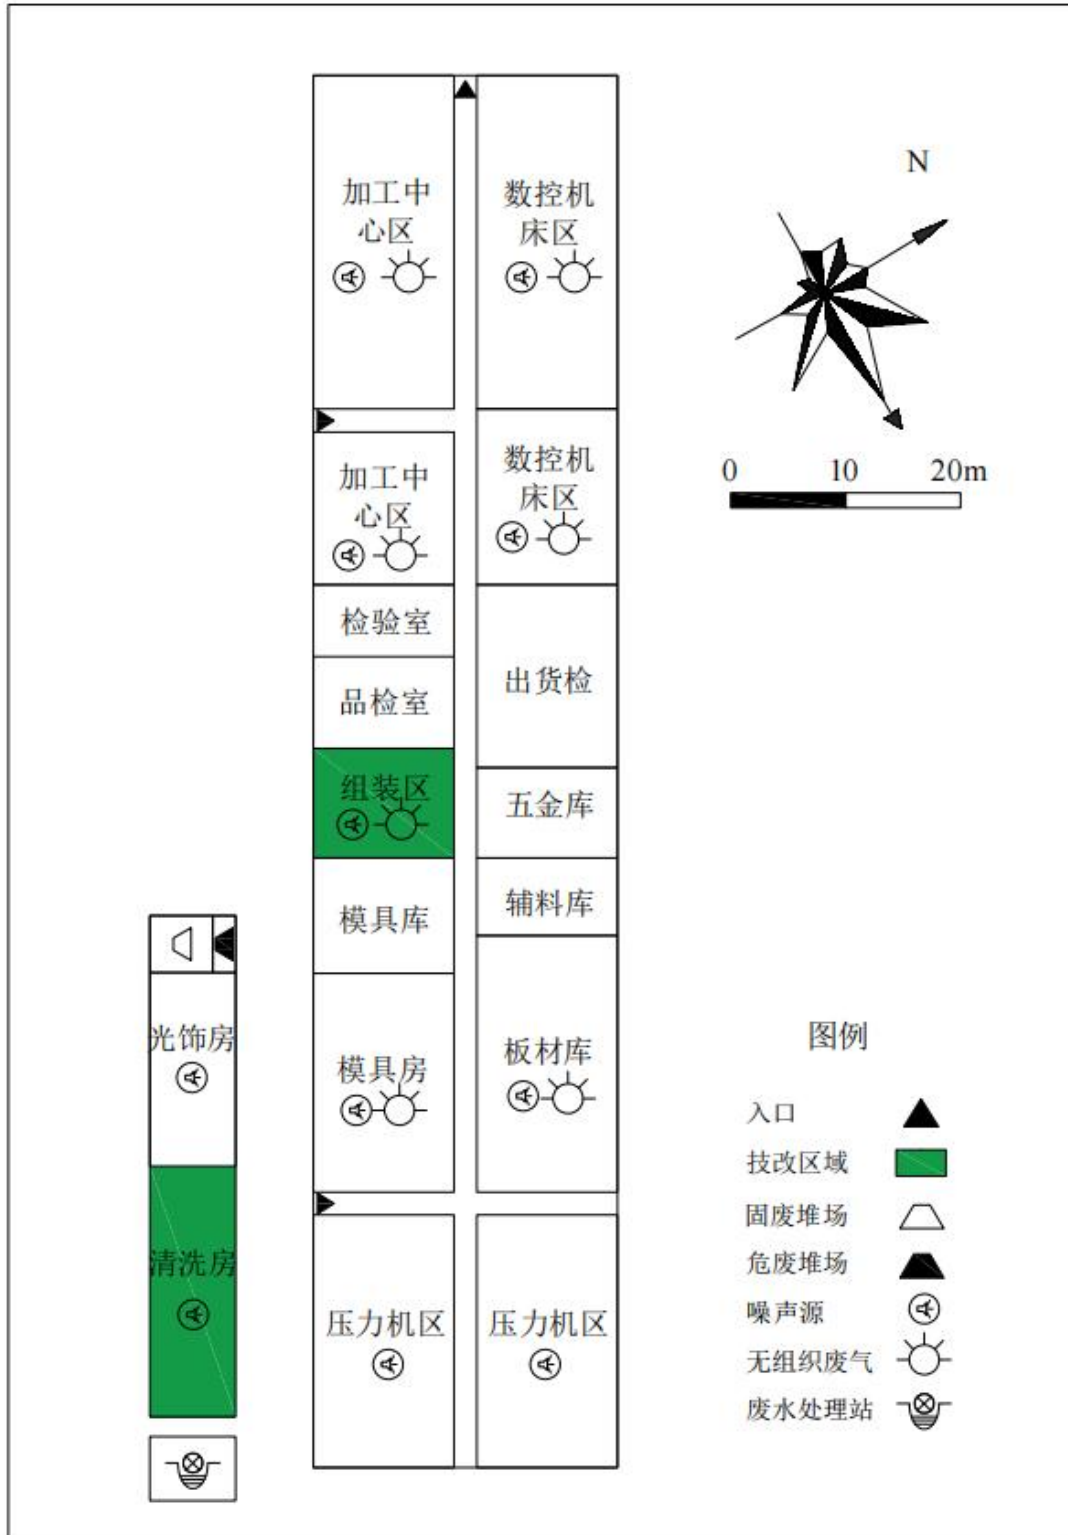 加工中
心区
数控机
床区
N
0 10 20m
加工中
心区
数控机
床区
检验室
品检室
出货检
组装区
五金库
模具库
辅料库
光饰房
模具房
板材库
清洗房
压力机区
压力机区
图例
入口
技改区域
固废堆场
危废堆场
噪声源
无组织废气
废水处理站